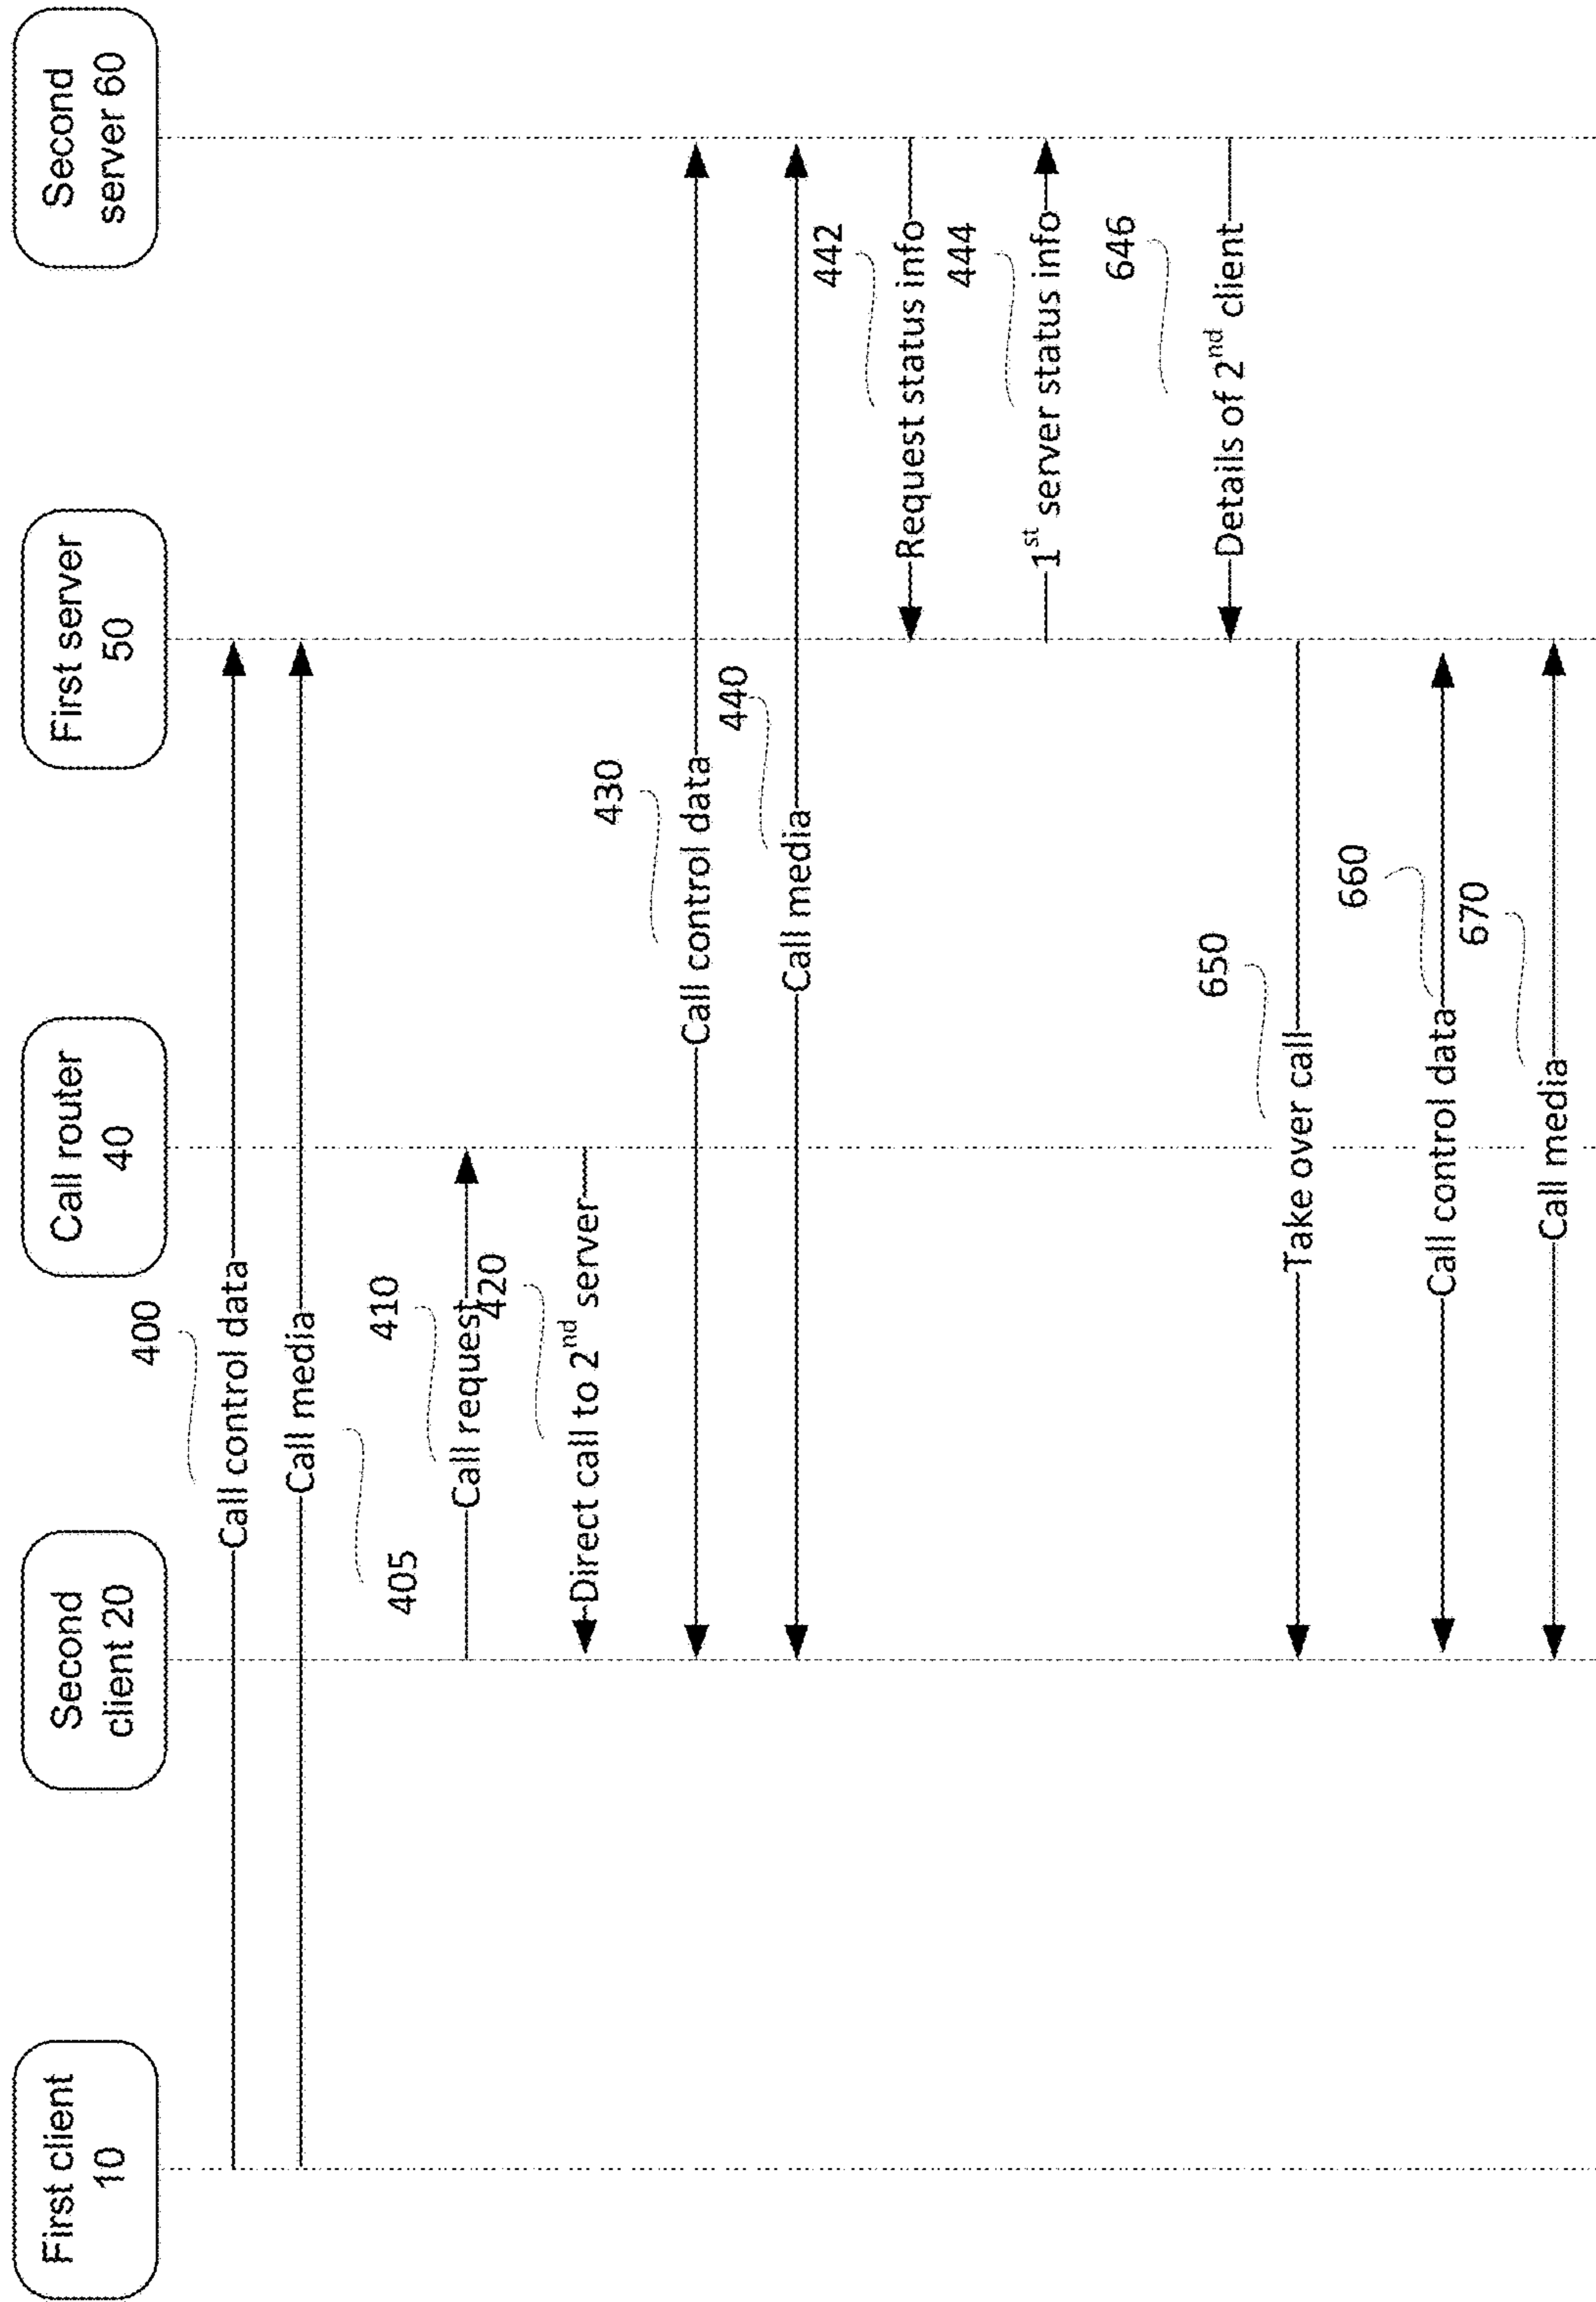 First client
10
Second
client 20
Call router
40
First server
50
Second
server 60
400
Call control data
Call media
405
410
Call request
420
Direct call to 2nd server
430
Call control data
440
Call media
442
Request status info
444
1st server status info
646
Details of 2nd client
650
Take over call
660
Call control data
670
Call media